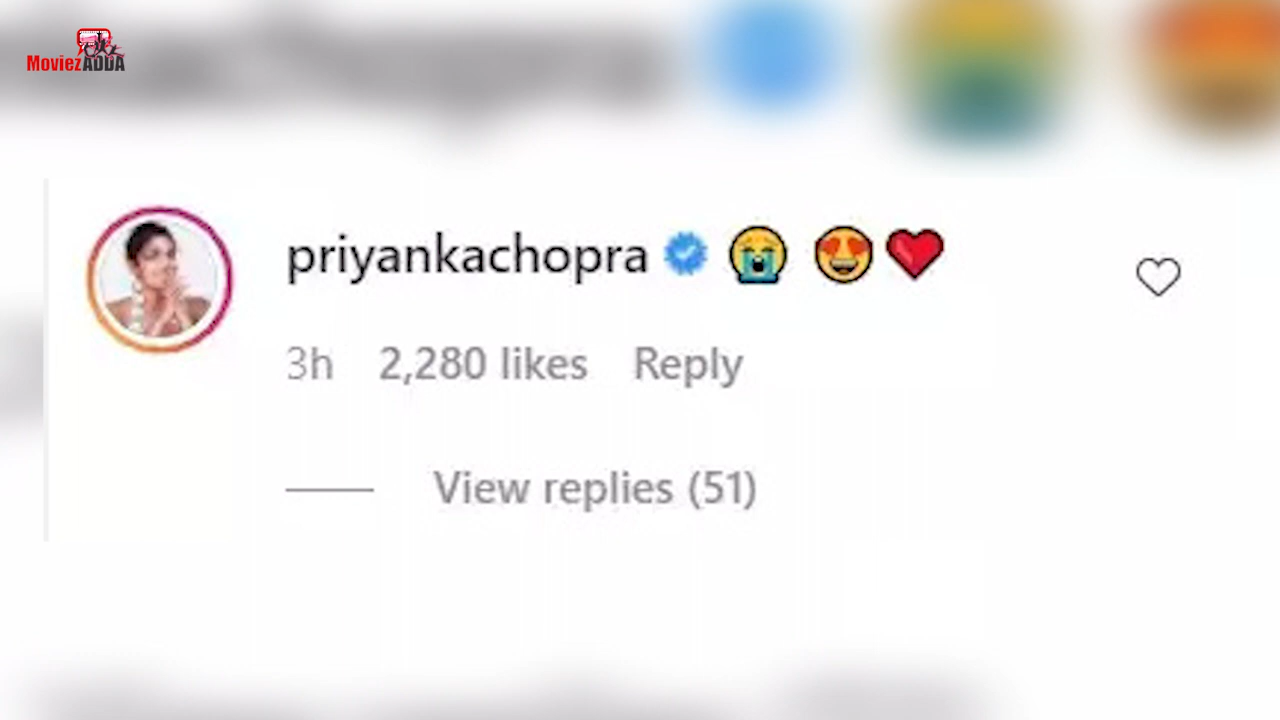 MoviezADDA
priyankachopra 😭 😍 ❤️
3h 2,280 likes Reply
View replies (51)